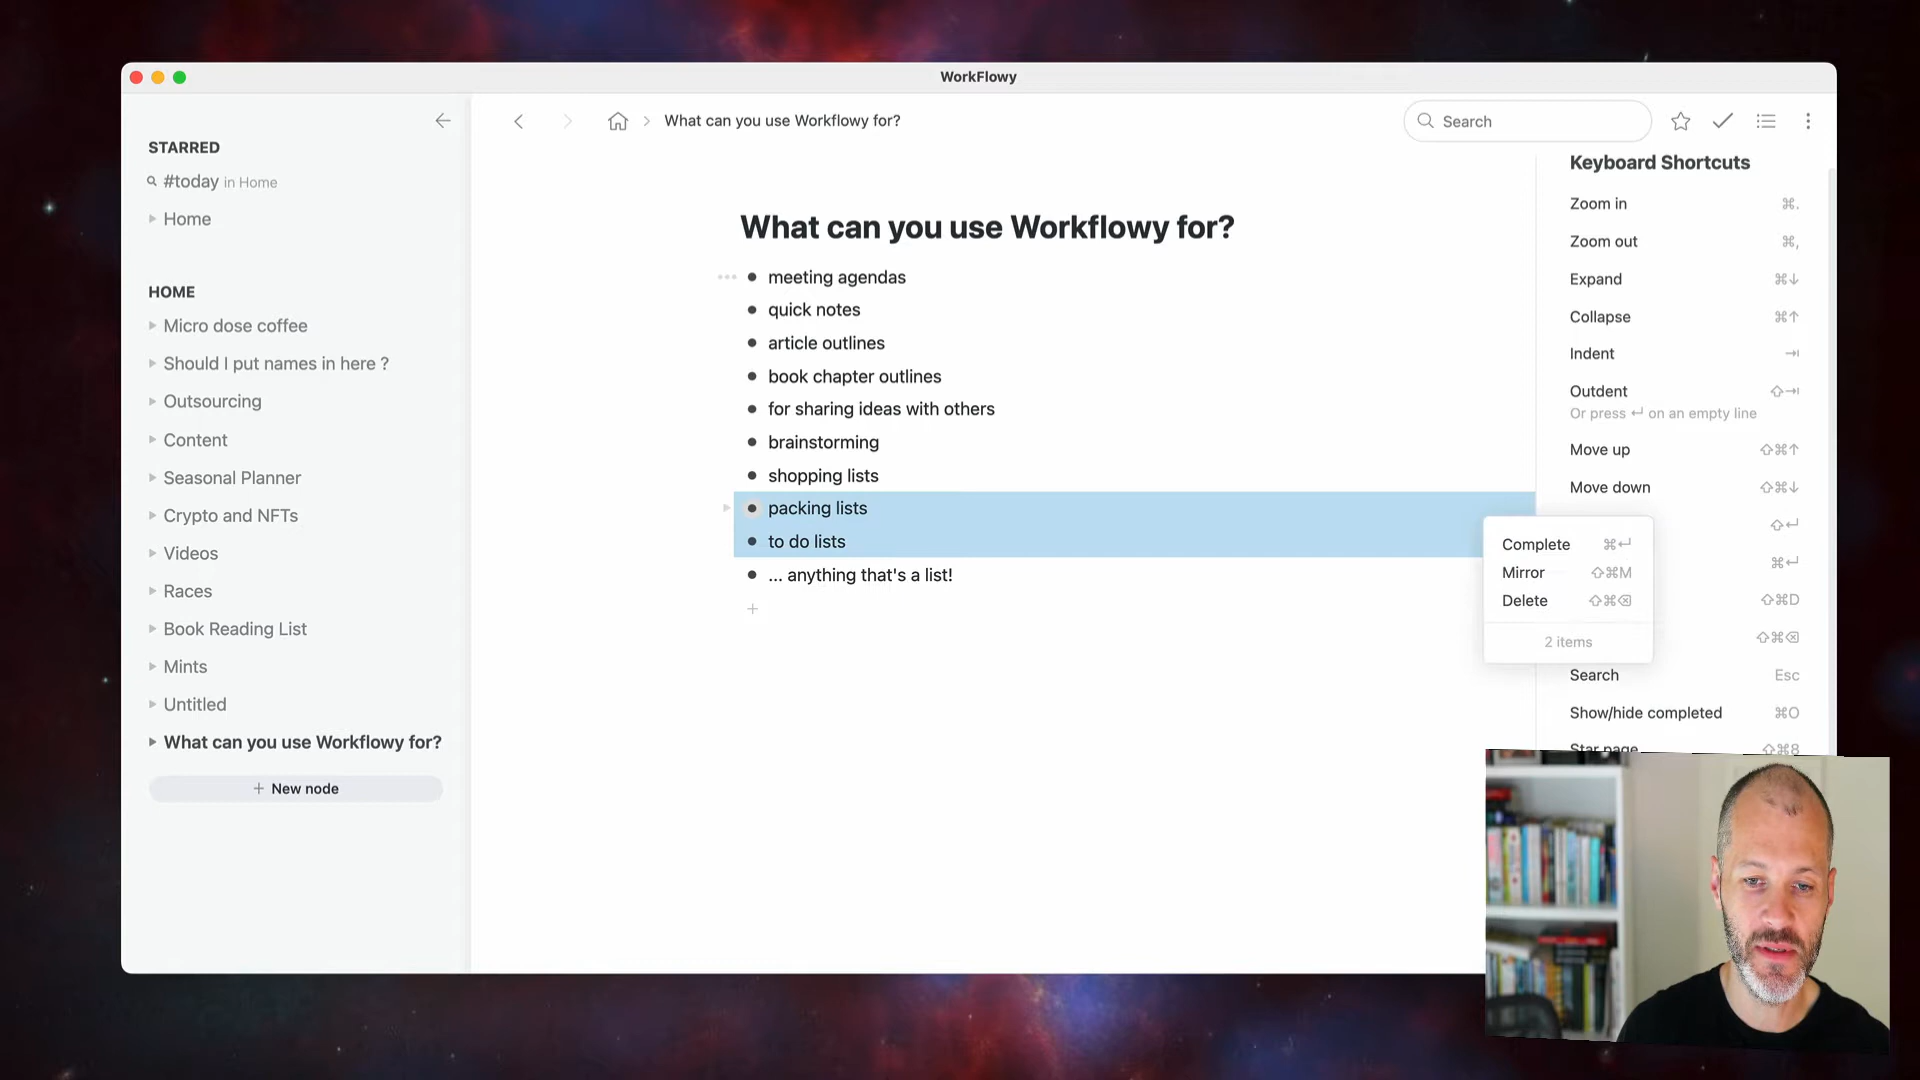 WorkFlowy
STARRED
#today in Home
Home
HOME
Micro dose coffee
Should I put names in here ?
Outsourcing
Content
Seasonal Planner
Crypto and NFTs
Videos
Races
Book Reading List
Mints
Untitled
What can you use Workflowy for?
+ New node
What can you use Workflowy for?
Search
What can you use Workflowy for?
meeting agendas
quick notes
article outlines
book chapter outlines
for sharing ideas with others
brainstorming
shopping lists
packing lists
to do lists
... anything that's a list!
+
Keyboard Shortcuts
Zoom in ⌘.
Zoom out ⌘,
Expand ⌘↓
Collapse ⌘↑
Indent ⇥
Outdent ⇧⇥
Or press ↵ on an empty line
Move up ⇧⌘↑
Move down ⇧⌘↓
⇧↵
⌘↵
⇧⌘D
⇧⌘⌫
Complete ⌘↵
Mirror ⇧⌘M
Delete ⇧⌘⌫
2 items
Search Esc
Show/hide completed ⌘O
Star page ⇧⌘8